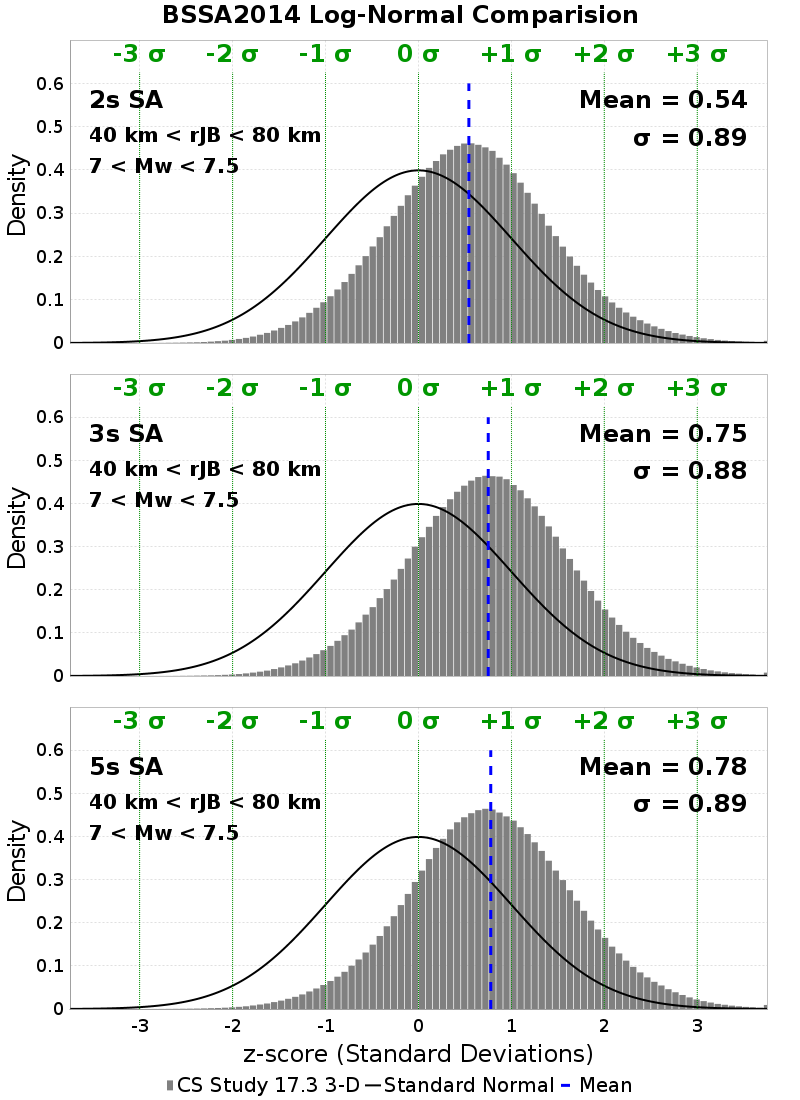 BSSA2014 Log-Normal Comparision
-3 σ -2 σ -1 σ 0 σ +1 σ +2 σ +3 σ
0.6
2s SA Mean = 0.54
0.5
40 km < rJB < 80 km σ = 0.89
7 < Mw < 7.5
0.4
0.3
0.2
0.1
0
Density
-3 σ -2 σ -1 σ 0 σ +1 σ +2 σ +3 σ
0.6
3s SA Mean = 0.75
0.5
40 km < rJB < 80 km σ = 0.88
7 < Mw < 7.5
0.4
0.3
0.2
0.1
0
Density
-3 σ -2 σ -1 σ 0 σ +1 σ +2 σ +3 σ
0.6
5s SA Mean = 0.78
0.5
40 km < rJB < 80 km σ = 0.89
7 < Mw < 7.5
0.4
0.3
0.2
0.1
0
Density
-3 -2 -1 0 1 2 3
z-score (Standard Deviations)
CS Study 17.3 3-D Standard Normal Mean